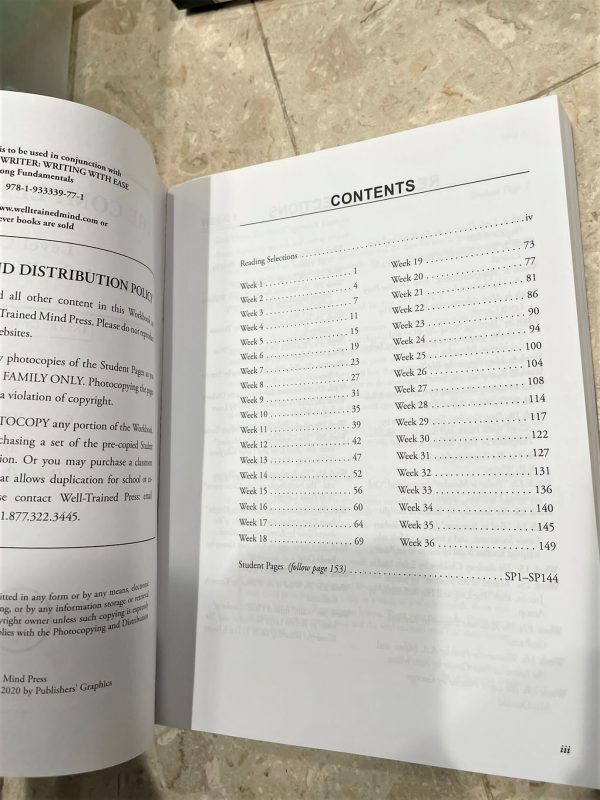 is to be used in conjunction with
WRITER: WRITING WITH EASE
ong Fundamentals
978-1-933339-77-1
www.welltrainedmind.com or
ever books are sold
ND DISTRIBUTION POLICY
d all other content in this Workbook
Trained Mind Press. Please do not reproduce
ebsites.
y photocopies of the Student Pages
FAMILY ONLY. Photocopying the pages
a violation of copyright.
OTOCOPY any portion of the Workbook
chasing a set of the pre-copied Student
ion. Or you may purchase a classroom
at allows duplication for school or
se contact Well-Trained Press: email
1.877.322.3445.
itted in any form or by any means, electronic
ng, or by any information storage or retrieval
yright owner unless such copying is expressly
plies with the Photocopying and Distribution
Mind Press
2020 by Publishers' Graphics
CONTENTS
Reading Selections iv
Week 1 1
Week 2 4
Week 3 7
Week 4 11
Week 5 15
Week 6 19
Week 7 23
Week 8 27
Week 9 31
Week 10 35
Week 11 39
Week 12 42
Week 13 47
Week 14 52
Week 15 56
Week 16 60
Week 17 64
Week 18 69
Week 19 73
Week 20 77
Week 21 81
Week 22 86
Week 23 90
Week 24 94
Week 25 100
Week 26 104
Week 27 108
Week 28 114
Week 29 117
Week 30 122
Week 31 127
Week 32 131
Week 33 136
Week 34 140
Week 35 145
Week 36 149
Student Pages (follow page 153) SP1–SP144
iii